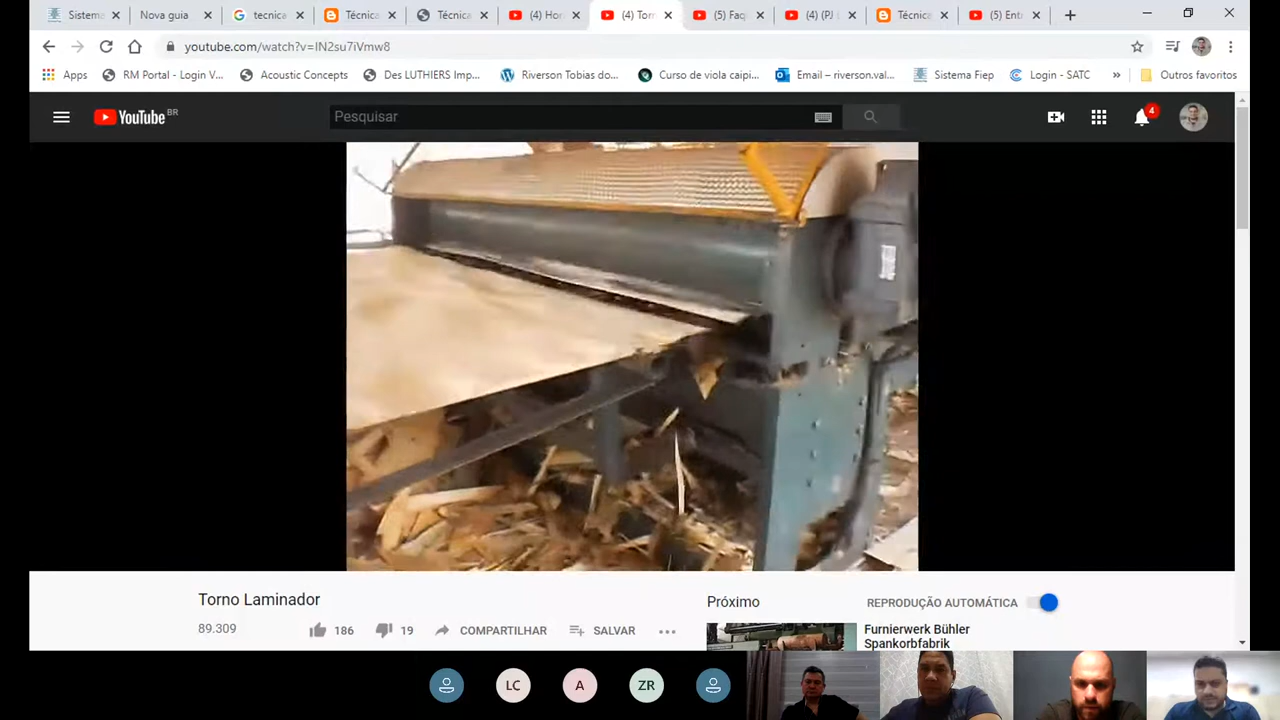 Sistema
Nova guia
tecnica
Técnica
Técnica
(4) Hor
(4) Torn
(5) Faq
(4) (PJ L
Técnica
(5) Entr
youtube.com/watch?v=IN2su7iVmw8
Apps
RM Portal - Login V...
Acoustic Concepts
Des LUTHIERS Imp...
Riverson Tobias do...
Curso de viola caipi...
Email – riverson.val...
Sistema Fiep
Login - SATC
»
Outros favoritos
YouTube BR
Pesquisar
4
Torno Laminador
89.309
186
19
COMPARTILHAR
SALVAR
Próximo
REPRODUÇÃO AUTOMÁTICA
Furnierwerk Bühler
Spankorbfabrik
LC
A
ZR